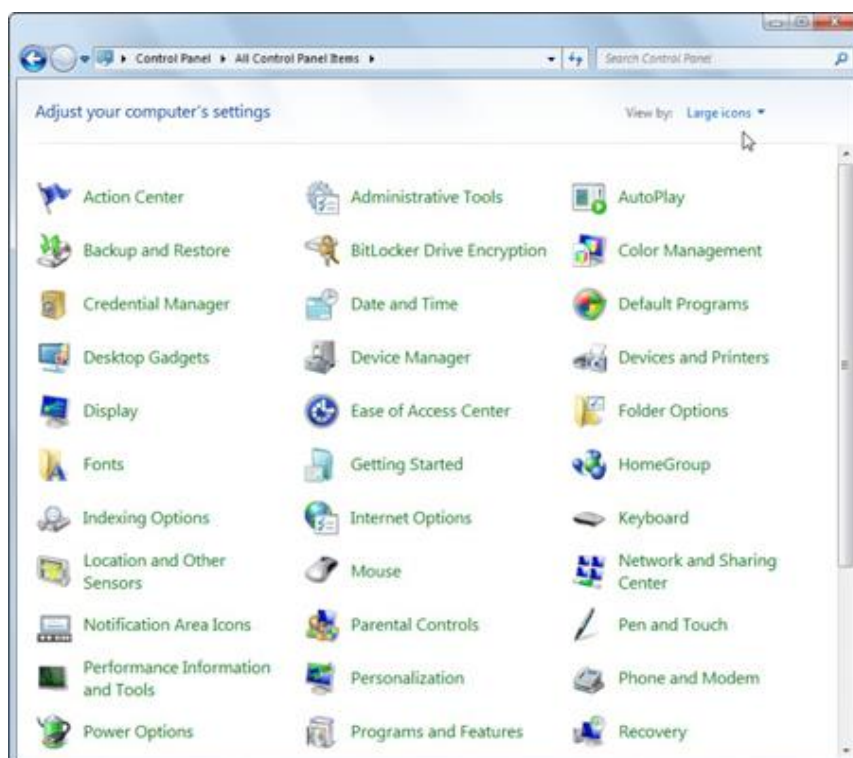 Control Panel All Control Panel Items Search Control Panel
Adjust your computer's settings View by: Large icons
Action Center Administrative Tools AutoPlay
Backup and Restore BitLocker Drive Encryption Color Management
Credential Manager Date and Time Default Programs
Desktop Gadgets Device Manager Devices and Printers
Display Ease of Access Center Folder Options
Fonts Getting Started HomeGroup
Indexing Options Internet Options Keyboard
Location and Other Sensors Mouse Network and Sharing Center
Notification Area Icons Parental Controls Pen and Touch
Performance Information and Tools Personalization Phone and Modem
Power Options Programs and Features Recovery